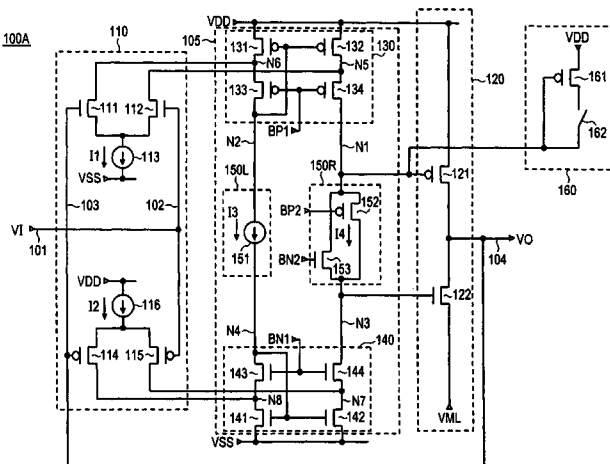 100A
110
VDD
105
131
132
130
N6
N5
120
VDD
161
162
160
111
112
133
134
I1
113
VSS
N2
BP1
N1
103
102
150L
150R
121
I3
151
BP2
152
I4
BN2
153
VI
101
VO
104
VDD
I2
116
122
N4
BN1
N3
140
114
115
143
144
N8
N7
141
142
VSS
VML